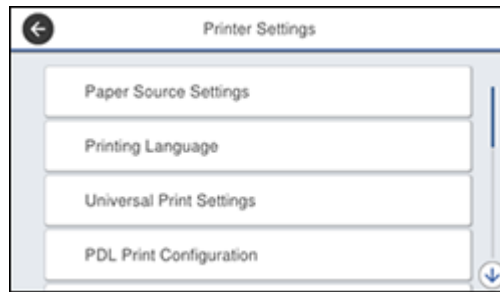 Printer Settings
Paper Source Settings
Printing Language
Universal Print Settings
PDL Print Configuration